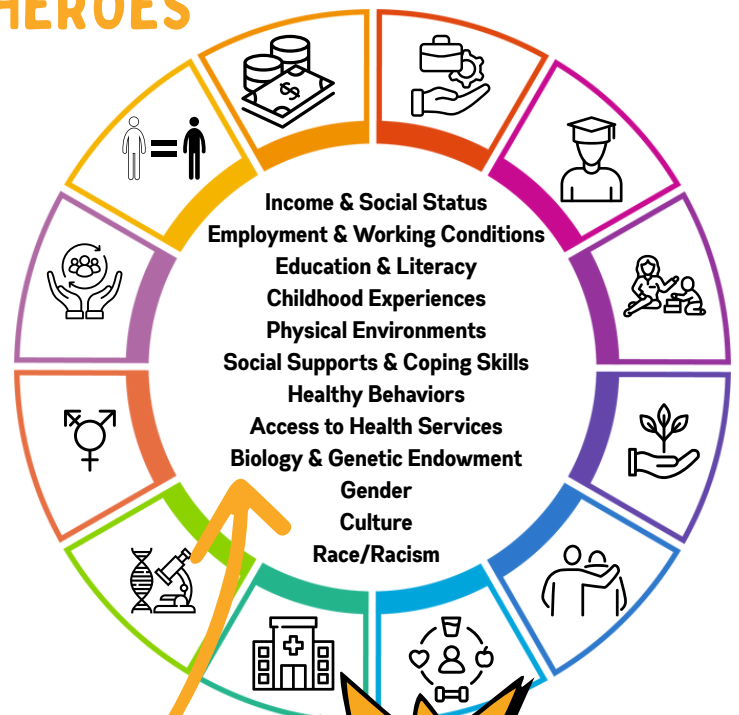 HEROES
Income & Social Status
Employment & Working Conditions
Education & Literacy
Childhood Experiences
Physical Environments
Social Supports & Coping Skills
Healthy Behaviors
Access to Health Services
Biology & Genetic Endowment
Gender
Culture
Race/Racism